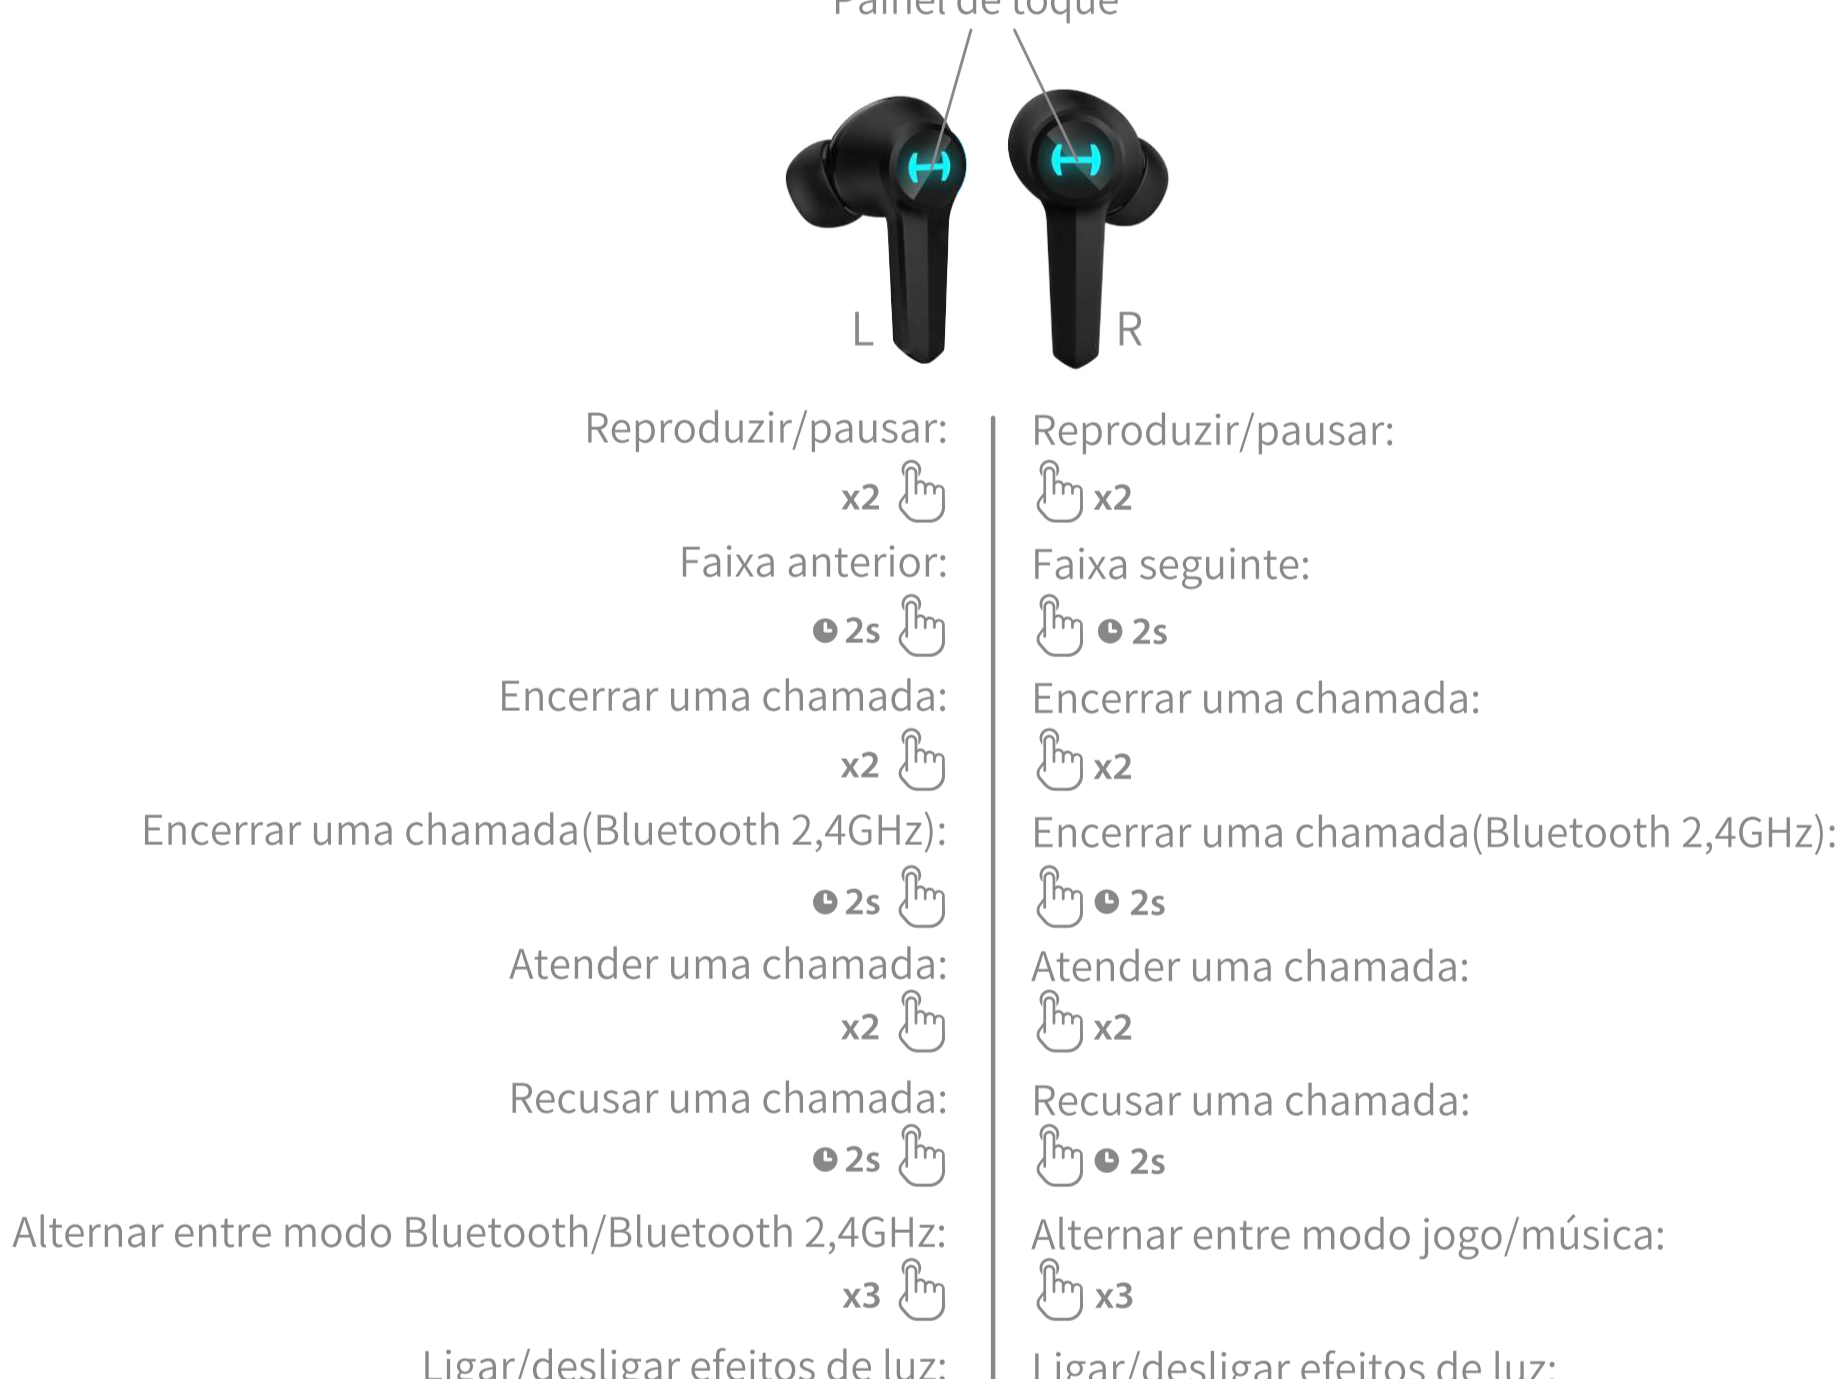 Painel de toque
L
R
Reproduzir/pausar:
x2
Faixa anterior:
2s
Encerrar uma chamada:
x2
Encerrar uma chamada(Bluetooth 2,4GHz):
2s
Atender uma chamada:
x2
Recusar uma chamada:
2s
Alternar entre modo Bluetooth/Bluetooth 2,4GHz:
x3
Ligar/desligar efeitos de luz:
Reproduzir/pausar:
x2
Faixa seguinte:
2s
Encerrar uma chamada:
x2
Encerrar uma chamada(Bluetooth 2,4GHz):
2s
Atender uma chamada:
x2
Recusar uma chamada:
2s
Alternar entre modo jogo/música:
x3
Ligar/desligar efeitos de luz: